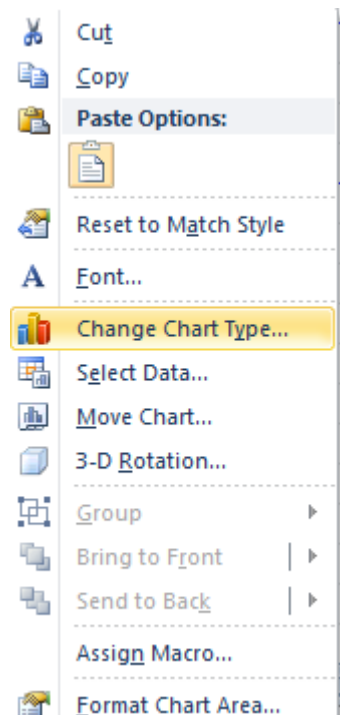 Cut
Copy
Paste Options:
Reset to Match Style
A Font...
Change Chart Type...
Select Data...
Move Chart...
3-D Rotation...
Group
Bring to Front
Send to Back
Assign Macro...
Format Chart Area...